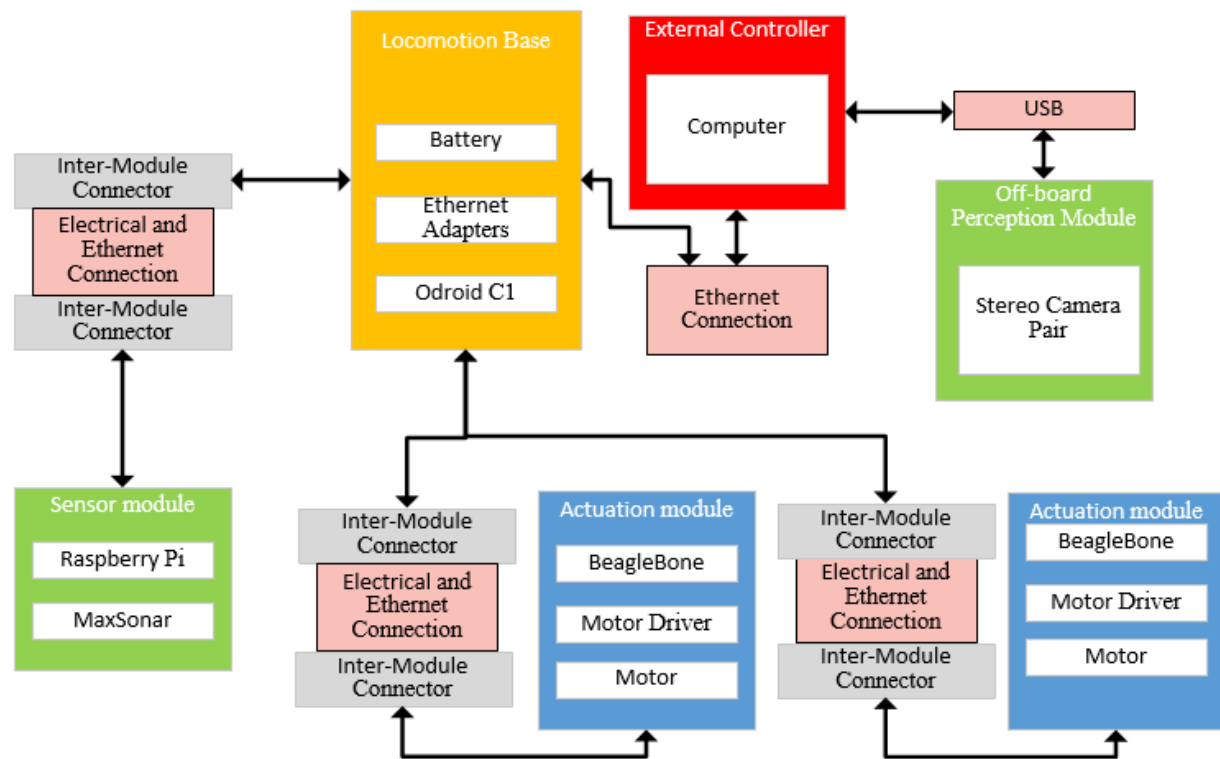 Locomotion Base
Battery
Ethernet
Adapters
Odroid C1
External Controller
Computer
USB
Off-board
Perception Module
Stereo Camera
Pair
Ethernet
Connection
Inter-Module
Connector
Electrical and
Ethernet
Connection
Inter-Module
Connector
Sensor module
Raspberry Pi
MaxSonar
Inter-Module
Connector
Electrical and
Ethernet
Connection
Inter-Module
Connector
Actuation module
BeagleBone
Motor Driver
Motor
Inter-Module
Connector
Electrical and
Ethernet
Connection
Inter-Module
Connector
Actuation module
BeagleBone
Motor Driver
Motor